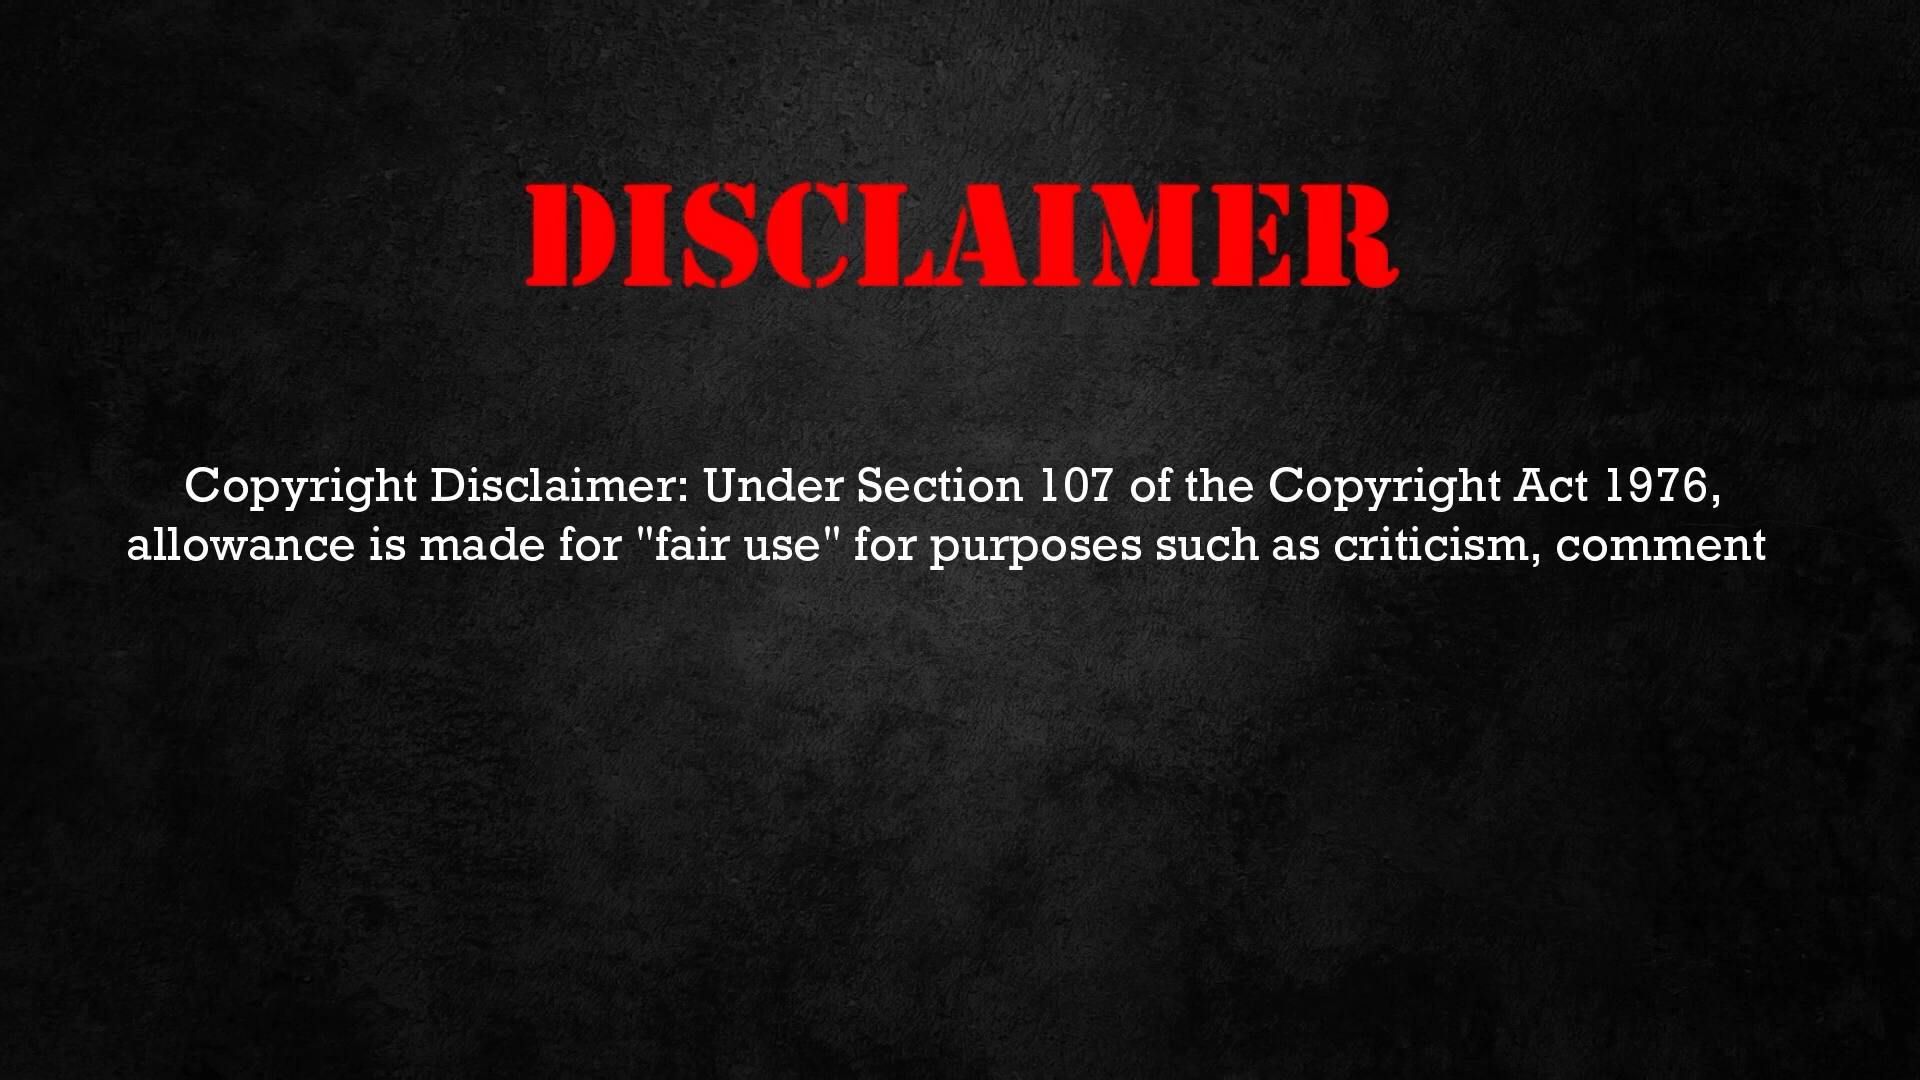 DISCLAIMER
Copyright Disclaimer: Under Section 107 of the Copyright Act 1976,
allowance is made for "fair use" for purposes such as criticism, comment